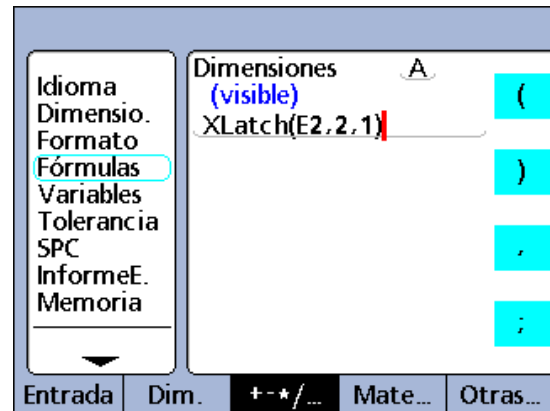 Idioma
Dimensio.
Formato
Fórmulas
Variables
Tolerancia
SPC
InformeE.
Memoria
Dimensiones A
(visible)
XLatch(E2,2,1)
(
)
,
;
Entrada Dim. +-*/... Mate... Otras...